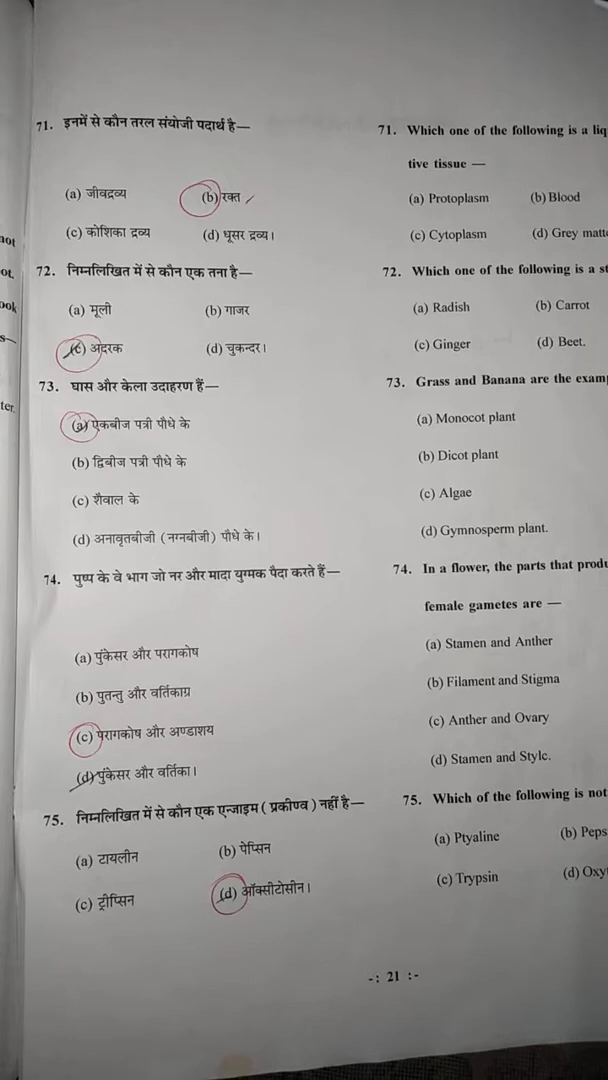 71. इनमें से कौन तरल संयोजी पदार्थ है—
(a) जीवद्रव्य (b) रक्त
(c) कोशिका द्रव्य (d) धूसर द्रव्य।
72. निम्नलिखित में से कौन एक तना है—
(a) मूली (b) गाजर
(c) अदरक (d) चुकन्दर।
73. घास और केला उदाहरण हैं—
(a) एकबीज पत्री पौधे के
(b) द्विबीज पत्री पौधे के
(c) शैवाल के
(d) अनावृतबीजी (नग्नबीजी) पौधे के।
74. पुष्प के वे भाग जो नर और मादा युग्मक पैदा करते हैं—
(a) पुंकेसर और परागकोष
(b) पुतन्तु और वर्तिकाग्र
(c) परागकोष और अण्डाशय
(d) पुंकेसर और वर्तिका।
75. निम्नलिखित में से कौन एक एन्जाइम (प्रकीण्व) नहीं है—
(a) टायलीन (b) पेप्सिन
(c) ट्रीप्सिन (d) ऑक्सीटोसीन।
71. Which one of the following is a liq
tive tissue —
(a) Protoplasm (b) Blood
(c) Cytoplasm (d) Grey matt
72. Which one of the following is a st
(a) Radish (b) Carrot
(c) Ginger (d) Beet.
73. Grass and Banana are the exam
(a) Monocot plant
(b) Dicot plant
(c) Algae
(d) Gymnosperm plant.
74. In a flower, the parts that produ
female gametes are —
(a) Stamen and Anther
(b) Filament and Stigma
(c) Anther and Ovary
(d) Stamen and Style.
75. Which of the following is not
(a) Ptyaline (b) Peps
(c) Trypsin (d) Oxy
-: 21 :-